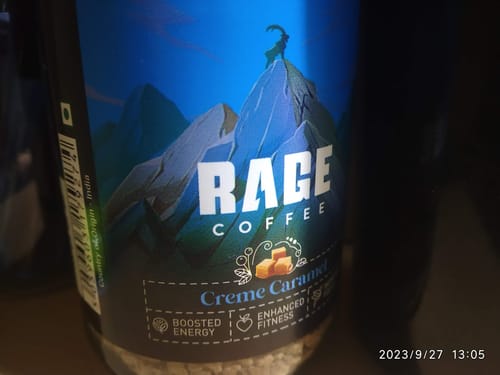 RAGE
COFFEE
Creme Caramel
BOOSTED
ENERGY
ENHANCED
FITNESS
Country of Origin : India
2023/9/27 13:05